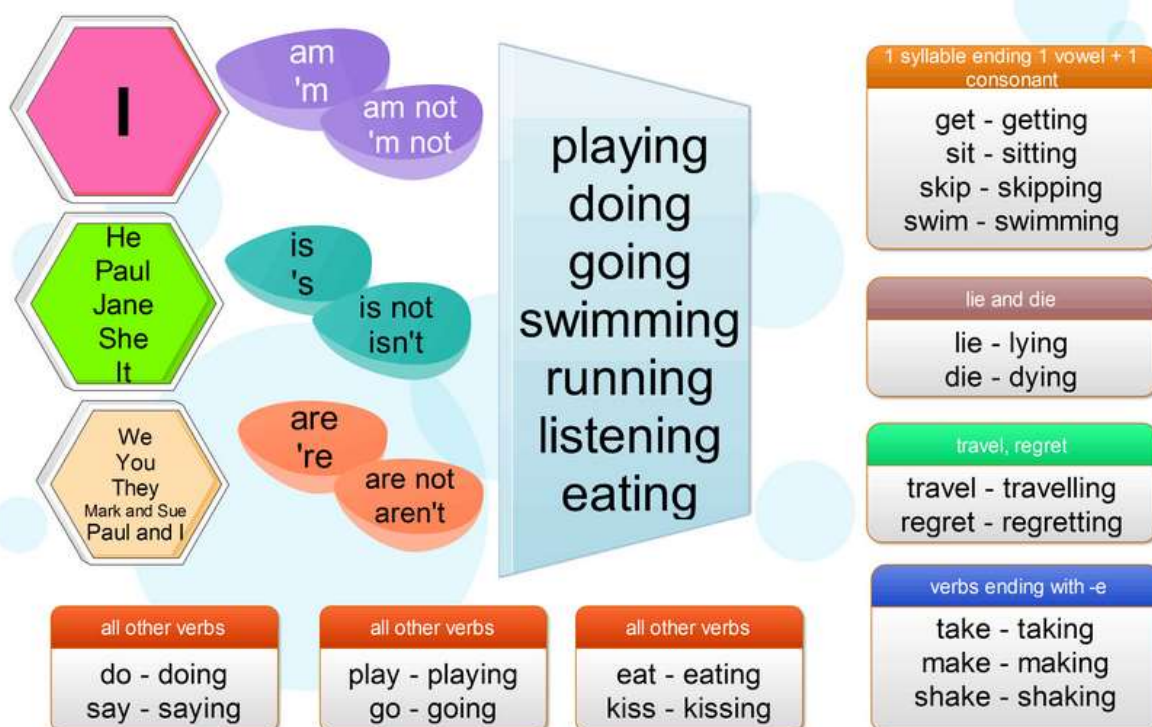 I
am
'm
am not
'm not
He
Paul
Jane
She
It
is
's
is not
isn't
We
You
They
Mark and Sue
Paul and I
are
're
are not
aren't
playing
doing
going
swimming
running
listening
eating
1 syllable ending 1 vowel + 1
consonant
get - getting
sit - sitting
skip - skipping
swim - swimming
lie and die
lie - lying
die - dying
travel, regret
travel - travelling
regret - regretting
verbs ending with -e
take - taking
make - making
shake - shaking
all other verbs
do - doing
say - saying
all other verbs
play - playing
go - going
all other verbs
eat - eating
kiss - kissing